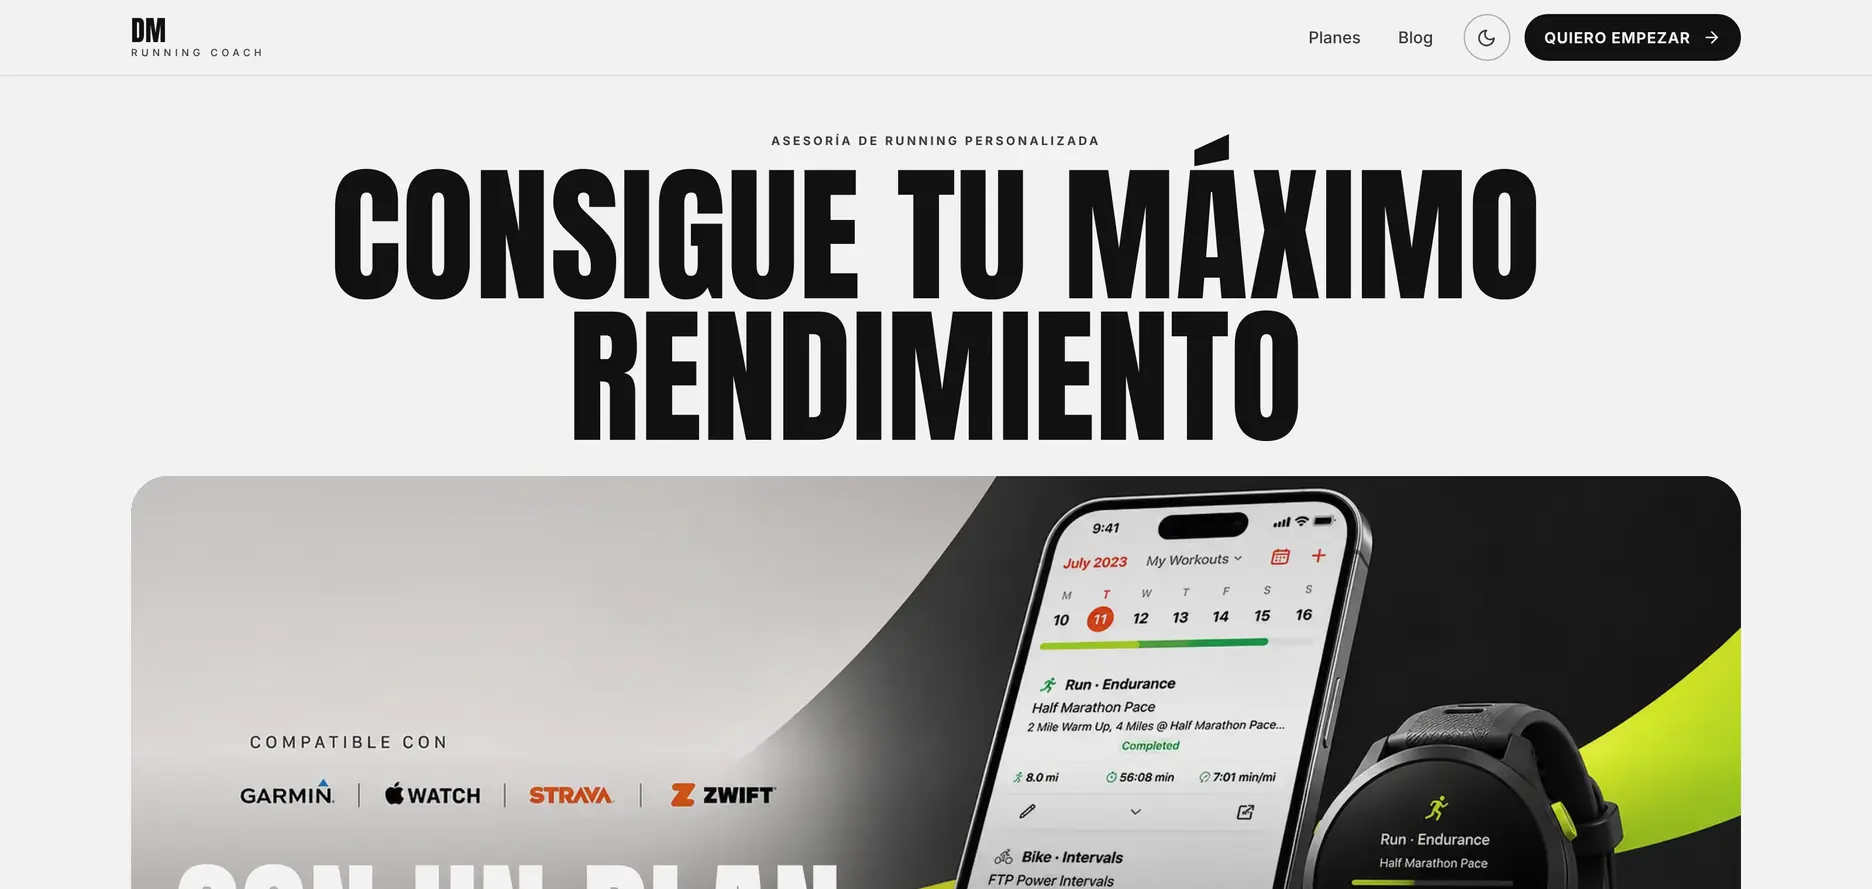 DM
RUNNING COACH
Planes
Blog
QUIERO EMPEZAR
ASESORÍA DE RUNNING PERSONALIZADA
CONSIGUE TU MÁXIMO
RENDIMIENTO
COMPATIBLE CON
GARMIN
WATCH
STRAVA
ZWIFT
CON UN PLAN
9:41
July 2023 My Workouts
M T W T F S S
10 11 12 13 14 15 16
Run · Endurance
Half Marathon Pace
2 Mile Warm Up, 4 Miles @ Half Marathon Pace...
Completed
8.0 mi 56:08 min 7:01 min/mi
Bike · Intervals
FTP Power Intervals
Run · Endurance
Half Marathon Pace